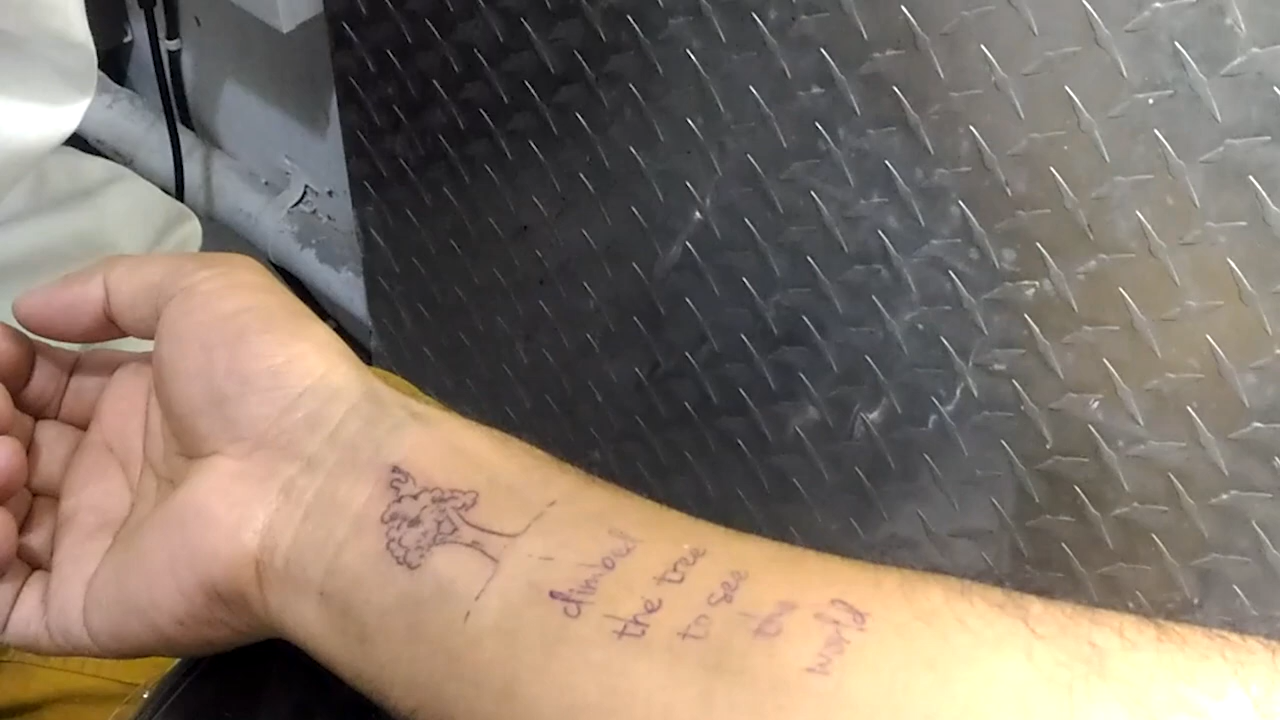 climbed
the tree
to see
the
world